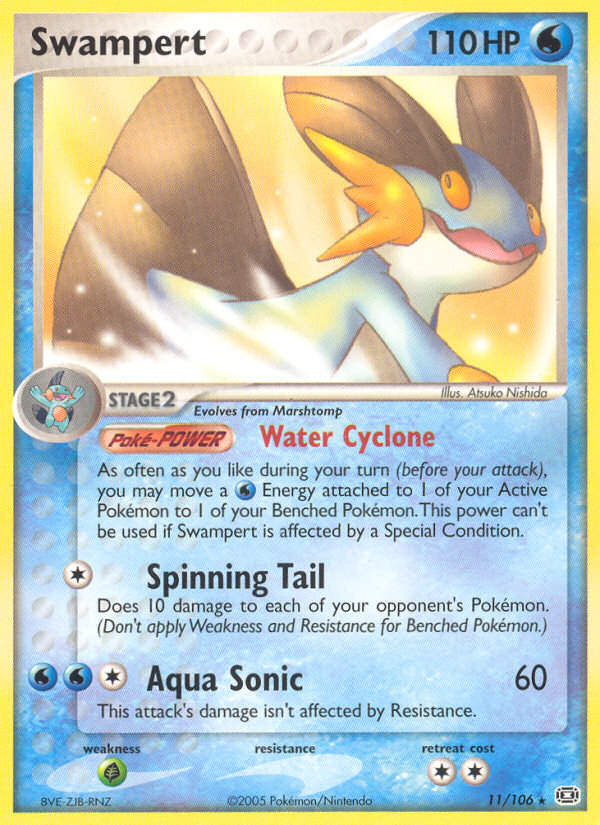 Swampert 110 HP
Illus. Atsuko Nishida
STAGE 2
Evolves from Marshtomp
Poké-POWER Water Cyclone
As often as you like during your turn (before your attack),
you may move a Energy attached to 1 of your Active
Pokémon to 1 of your Benched Pokémon. This power can't
be used if Swampert is affected by a Special Condition.
Spinning Tail
Does 10 damage to each of your opponent's Pokémon.
(Don't apply Weakness and Resistance for Benched Pokémon.)
Aqua Sonic 60
This attack's damage isn't affected by Resistance.
weakness resistance retreat cost
8VE-ZJB-RNZ ©2005 Pokémon/Nintendo 11/106 ★